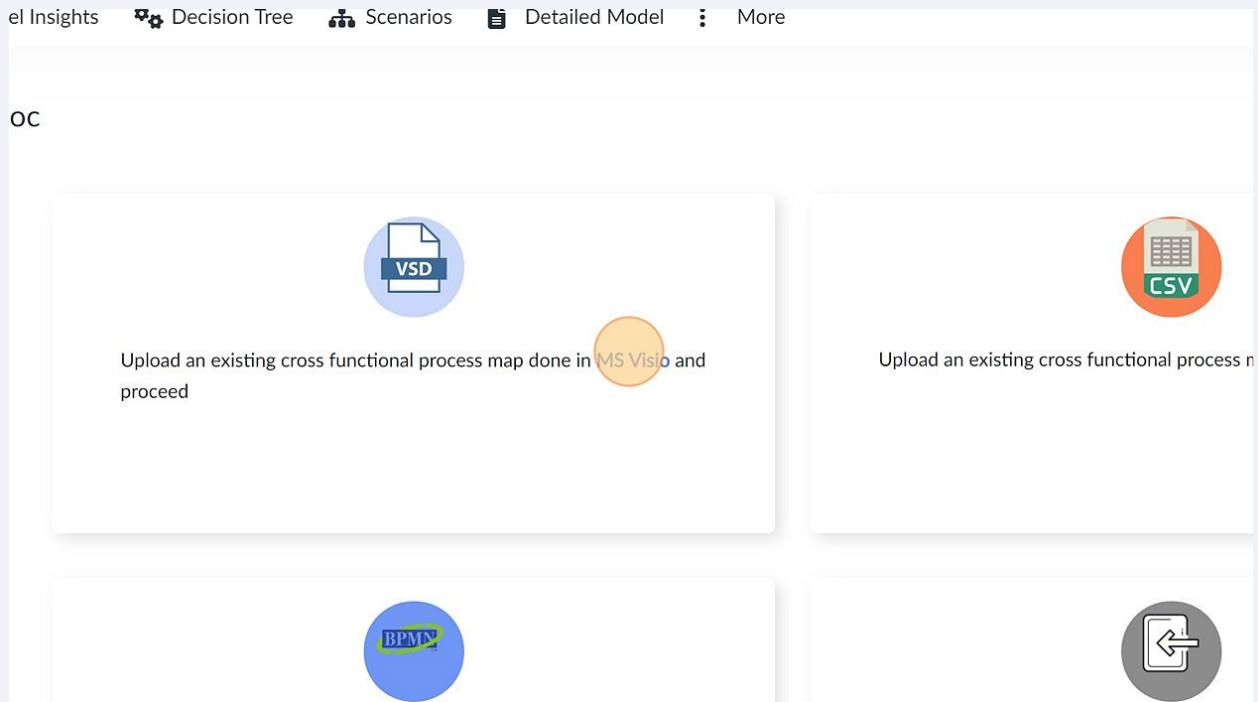 el Insights Decision Tree Scenarios Detailed Model More
oc
VSD
CSV
Upload an existing cross functional process map done in MS Visio and
proceed
Upload an existing cross functional process m
BPMN